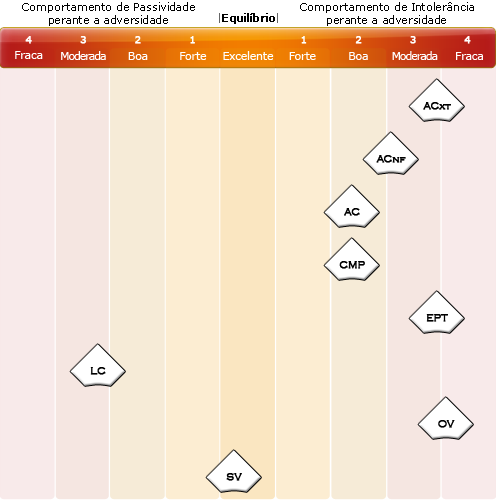 Comportamento de Passividade
perante a adversidade
|Equilíbrio|
Comportamento de Intolerância
perante a adversidade
4 3 2 1 1 2 3 4
Fraca Moderada Boa Forte Excelente Forte Boa Moderada Fraca
ACXT
ACNF
AC
CMP
EPT
LC
OV
SV